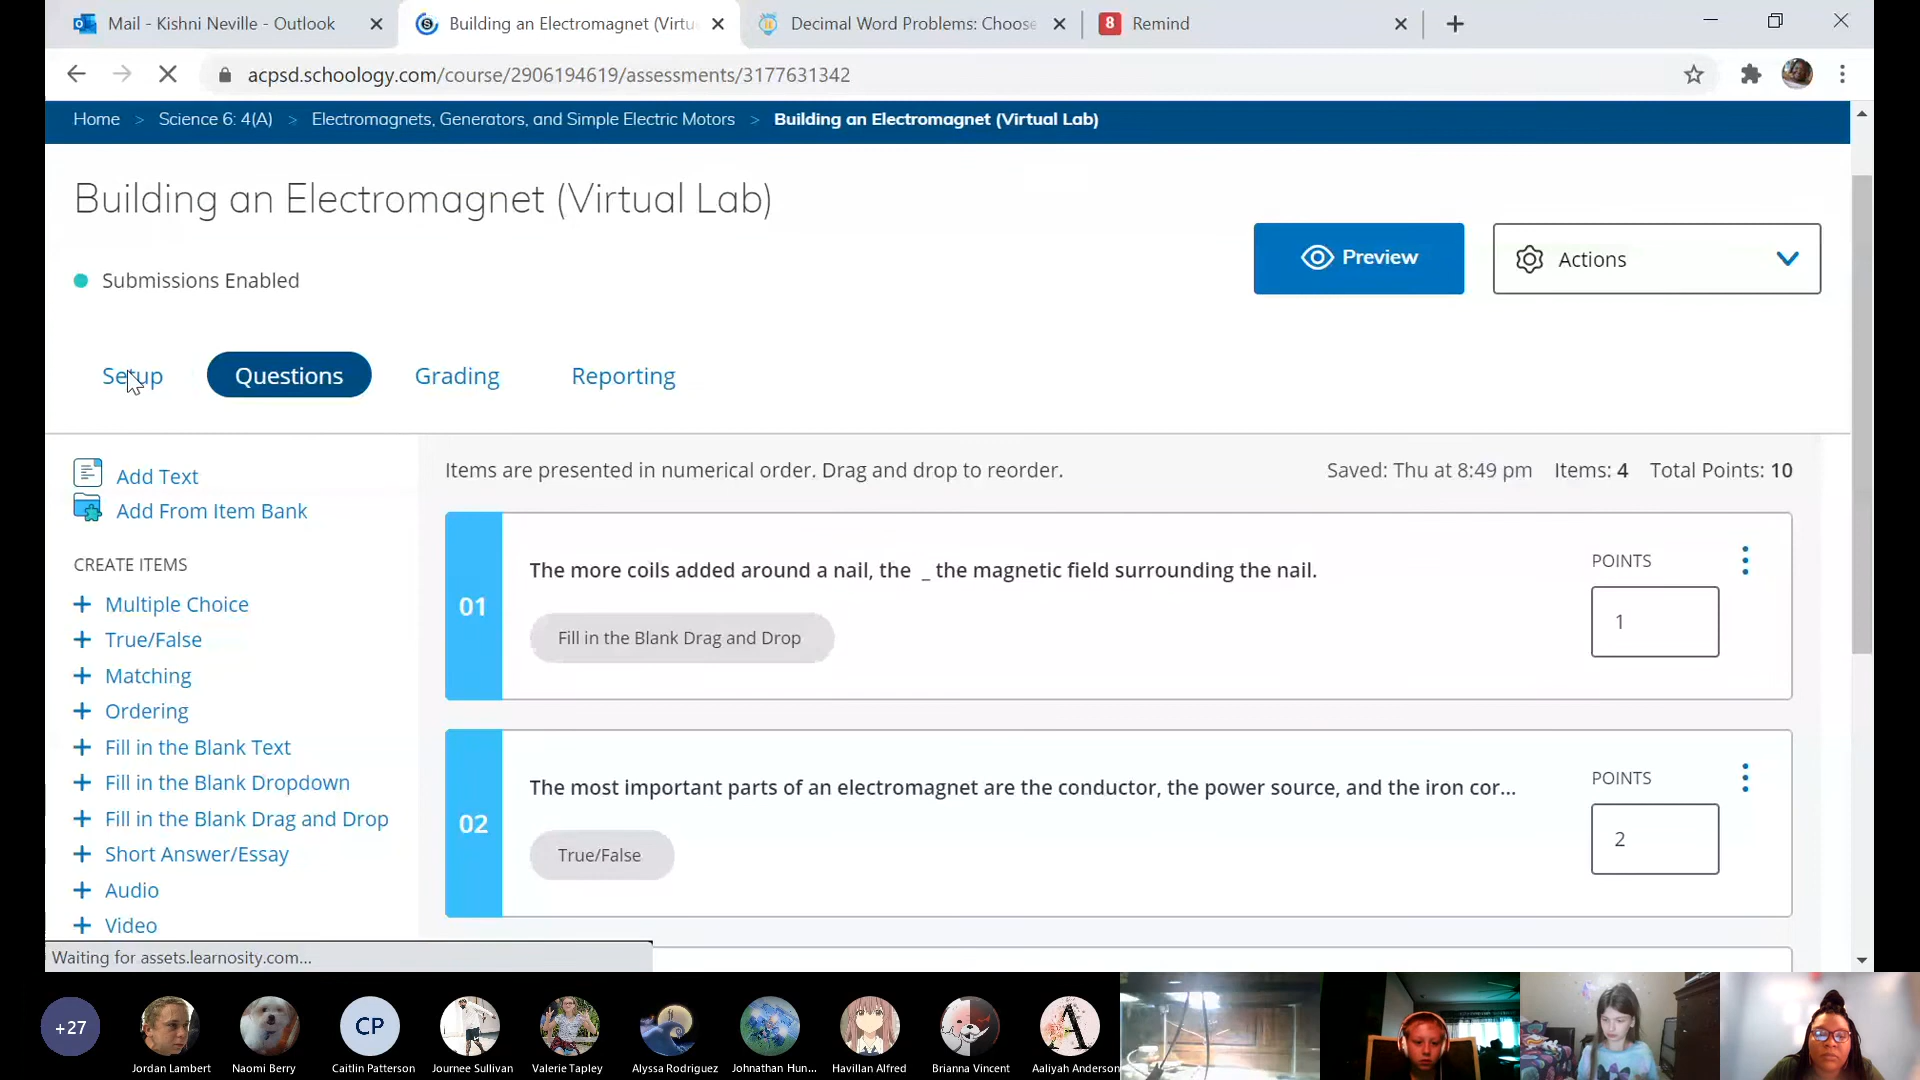 Mail - Kishni Neville - Outlook
Building an Electromagnet (Virtu
Decimal Word Problems: Choose
8 Remind
acpsd.schoology.com/course/2906194619/assessments/3177631342
Home > Science 6: 4(A) > Electromagnets, Generators, and Simple Electric Motors > Building an Electromagnet (Virtual Lab)
Building an Electromagnet (Virtual Lab)
Preview
Actions
Submissions Enabled
Setup Questions Grading Reporting
Add Text
Add From Item Bank
CREATE ITEMS
+ Multiple Choice
+ True/False
+ Matching
+ Ordering
+ Fill in the Blank Text
+ Fill in the Blank Dropdown
+ Fill in the Blank Drag and Drop
+ Short Answer/Essay
+ Audio
+ Video
Items are presented in numerical order. Drag and drop to reorder.
Saved: Thu at 8:49 pm Items: 4 Total Points: 10
01
The more coils added around a nail, the _ the magnetic field surrounding the nail.
Fill in the Blank Drag and Drop
POINTS
1
02
The most important parts of an electromagnet are the conductor, the power source, and the iron cor...
True/False
POINTS
2
Waiting for assets.learnosity.com...
+27
CP
A
Jordan Lambert
Naomi Berry
Caitlin Patterson
Journee Sullivan
Valerie Tapley
Alyssa Rodriguez
Johnathan Hun...
Havillan Alfred
Brianna Vincent
Aaliyah Anderson